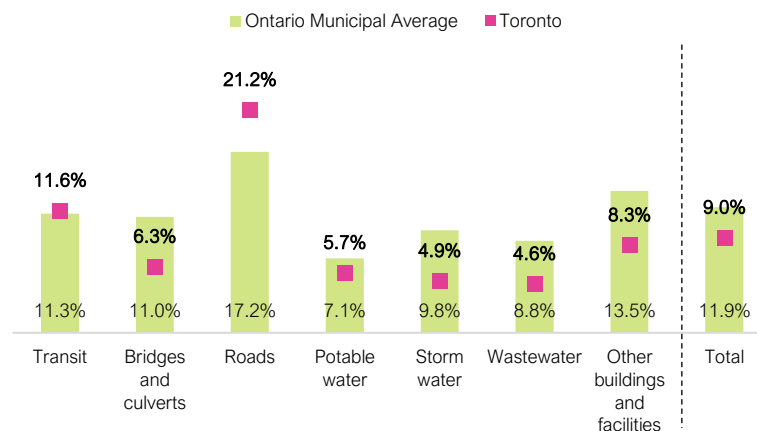 Ontario Municipal Average Toronto
21.2%
11.6%
6.3%
5.7%
4.9%
4.6%
8.3%
9.0%
11.3% 11.0% 17.2% 7.1% 9.8% 8.8% 13.5% 11.9%
Transit
Bridges
and
culverts
Roads
Potable
water
Storm
water
Wastewater
Other
buildings
and
facilities
Total